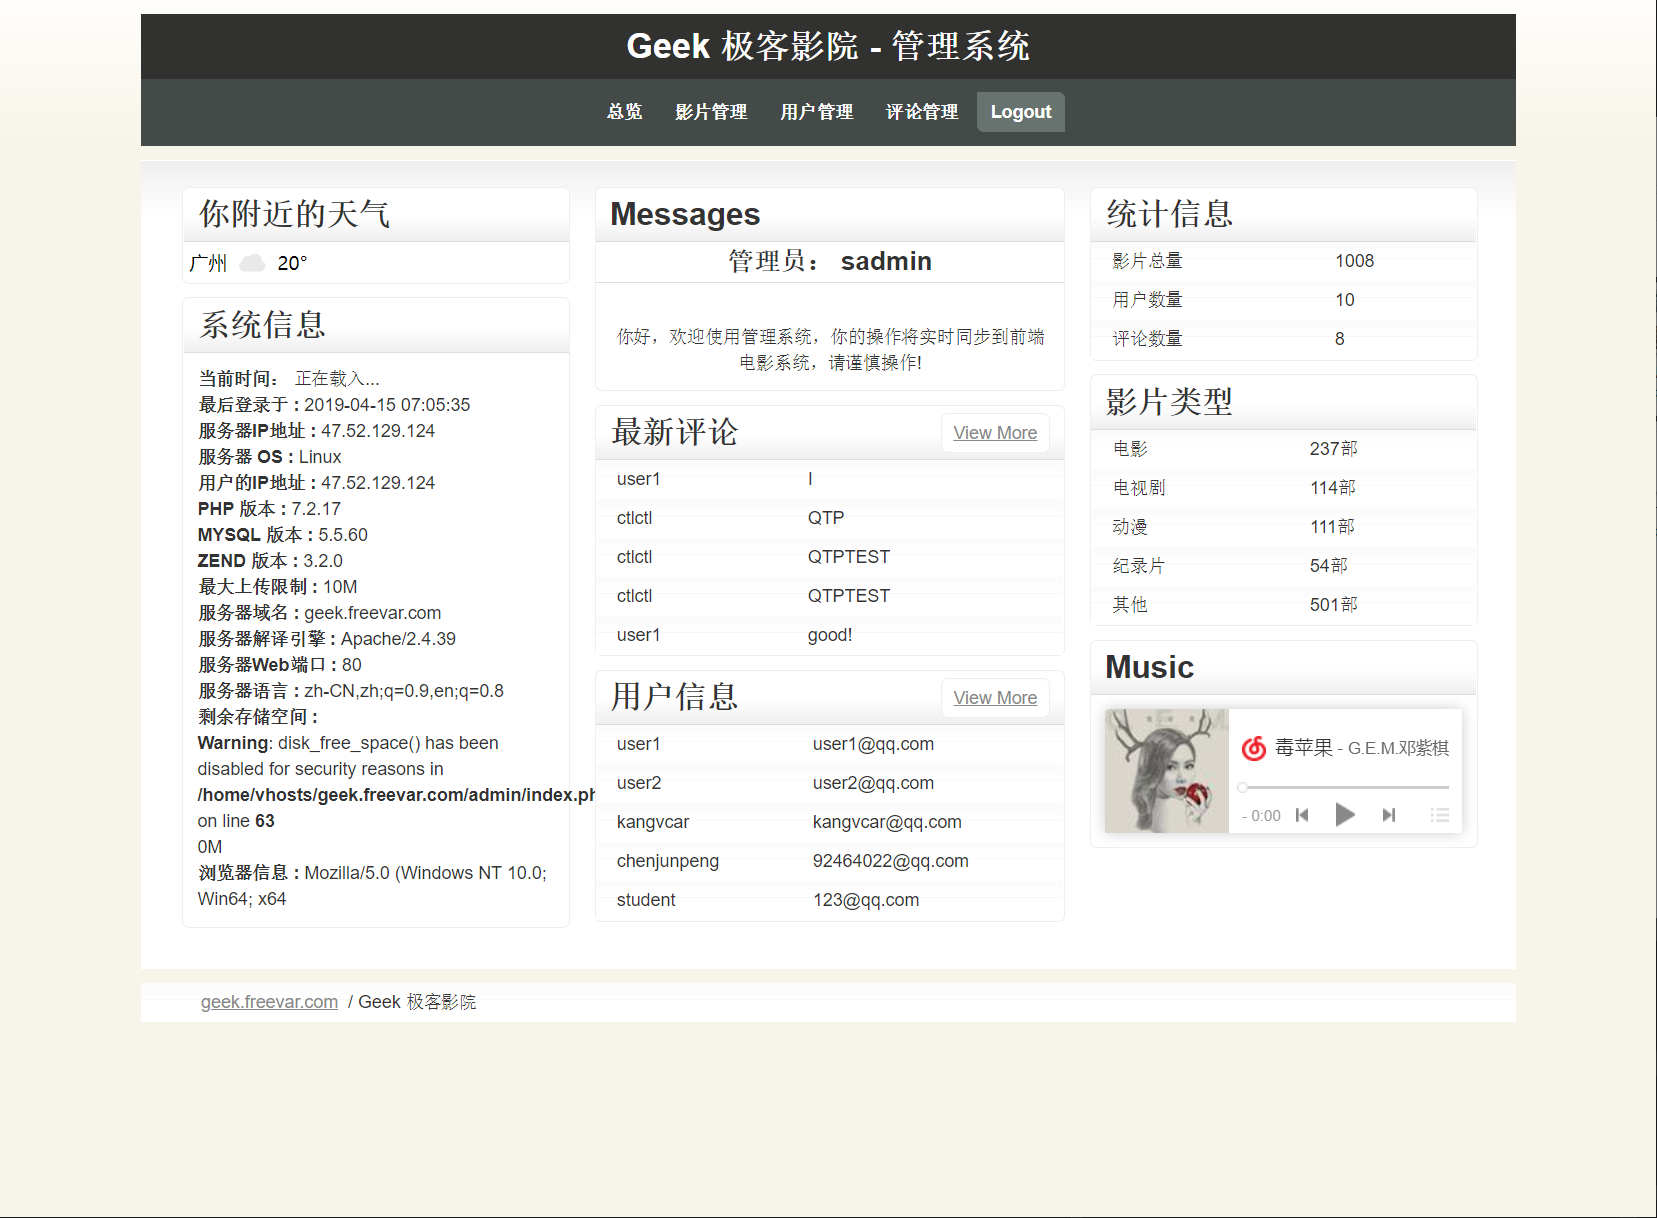 Geek 极客影院 - 管理系统
总览 影片管理 用户管理 评论管理 Logout
你附近的天气
广州 20°
系统信息
当前时间： 正在载入...
最后登录于 : 2019-04-15 07:05:35
服务器IP地址 : 47.52.129.124
服务器 OS : Linux
用户的IP地址 : 47.52.129.124
PHP 版本 : 7.2.17
MYSQL 版本 : 5.5.60
ZEND 版本 : 3.2.0
最大上传限制 : 10M
服务器域名 : geek.freevar.com
服务器解译引擎 : Apache/2.4.39
服务器Web端口 : 80
服务器语言 : zh-CN,zh;q=0.9,en;q=0.8
剩余存储空间 :
Warning: disk_free_space() has been
disabled for security reasons in
/home/vhosts/geek.freevar.com/admin/index.ph
on line 63
0M
浏览器信息 : Mozilla/5.0 (Windows NT 10.0;
Win64; x64
Messages
管理员： sadmin
你好，欢迎使用管理系统，你的操作将实时同步到前端
电影系统，请谨慎操作!
最新评论 View More
user1 I
ctlctl QTP
ctlctl QTPTEST
ctlctl QTPTEST
user1 good!
用户信息 View More
user1 user1@qq.com
user2 user2@qq.com
kangvcar kangvcar@qq.com
chenjunpeng 92464022@qq.com
student 123@qq.com
统计信息
影片总量 1008
用户数量 10
评论数量 8
影片类型
电影 237部
电视剧 114部
动漫 111部
纪录片 54部
其他 501部
Music
毒苹果 - G.E.M.邓紫棋
- 0:00
geek.freevar.com / Geek 极客影院